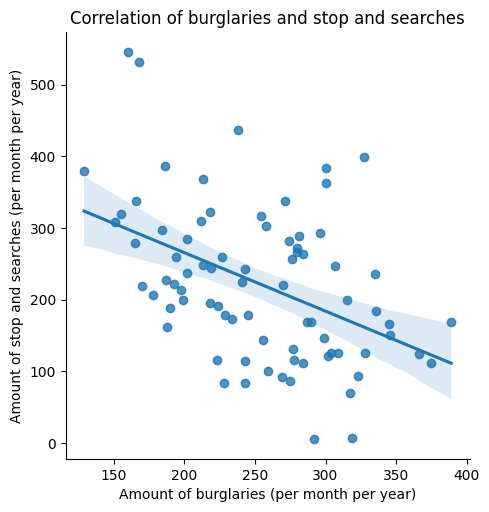 Correlation of burglaries and stop and searches
Amount of stop and searches (per month per year)
500
400
300
200
100
0
150 200 250 300 350 400
Amount of burglaries (per month per year)